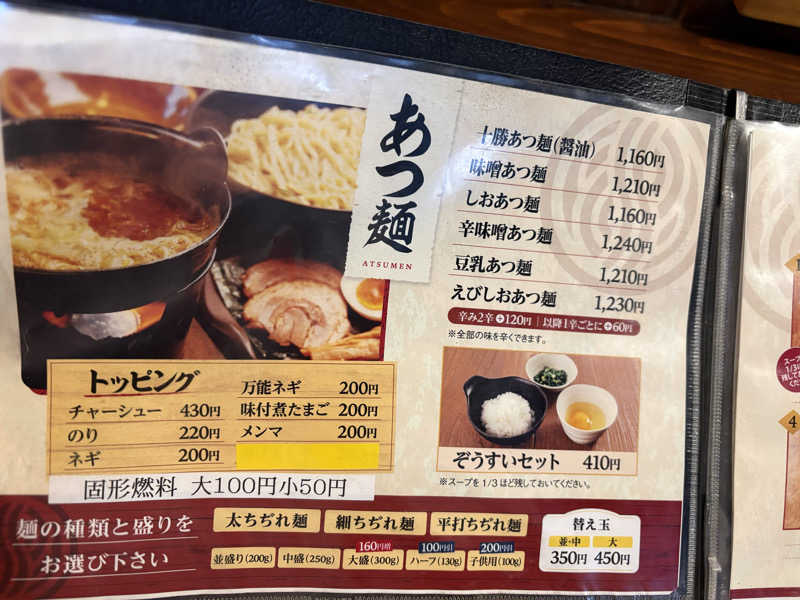 あつ麺
ATSUMEN
十勝あつ麺(醤油) 1,160円
味噌あつ麺 1,210円
しおあつ麺 1,160円
辛味噌あつ麺 1,240円
豆乳あつ麺 1,210円
えびしおあつ麺 1,230円
辛み2辛+120円 以降1辛ごとに+60円
※全部の味を辛くできます。
トッピング
チャーシュー 430円
のり 220円
ネギ 200円
万能ネギ 200円
味付煮たまご 200円
メンマ 200円
固形燃料 大100円小50円
ぞうすいセット 410円
※スープを1/3ほど残しておいてください。
麺の種類と盛りを
お選び下さい
太ちぢれ麺 細ちぢれ麺 平打ちぢれ麺
並盛り(200g) 中盛(250g)
160円増
大盛(300g)
100円引
ハーフ(130g)
200円引
子供用(100g)
替え玉
並・中 大
350円 450円